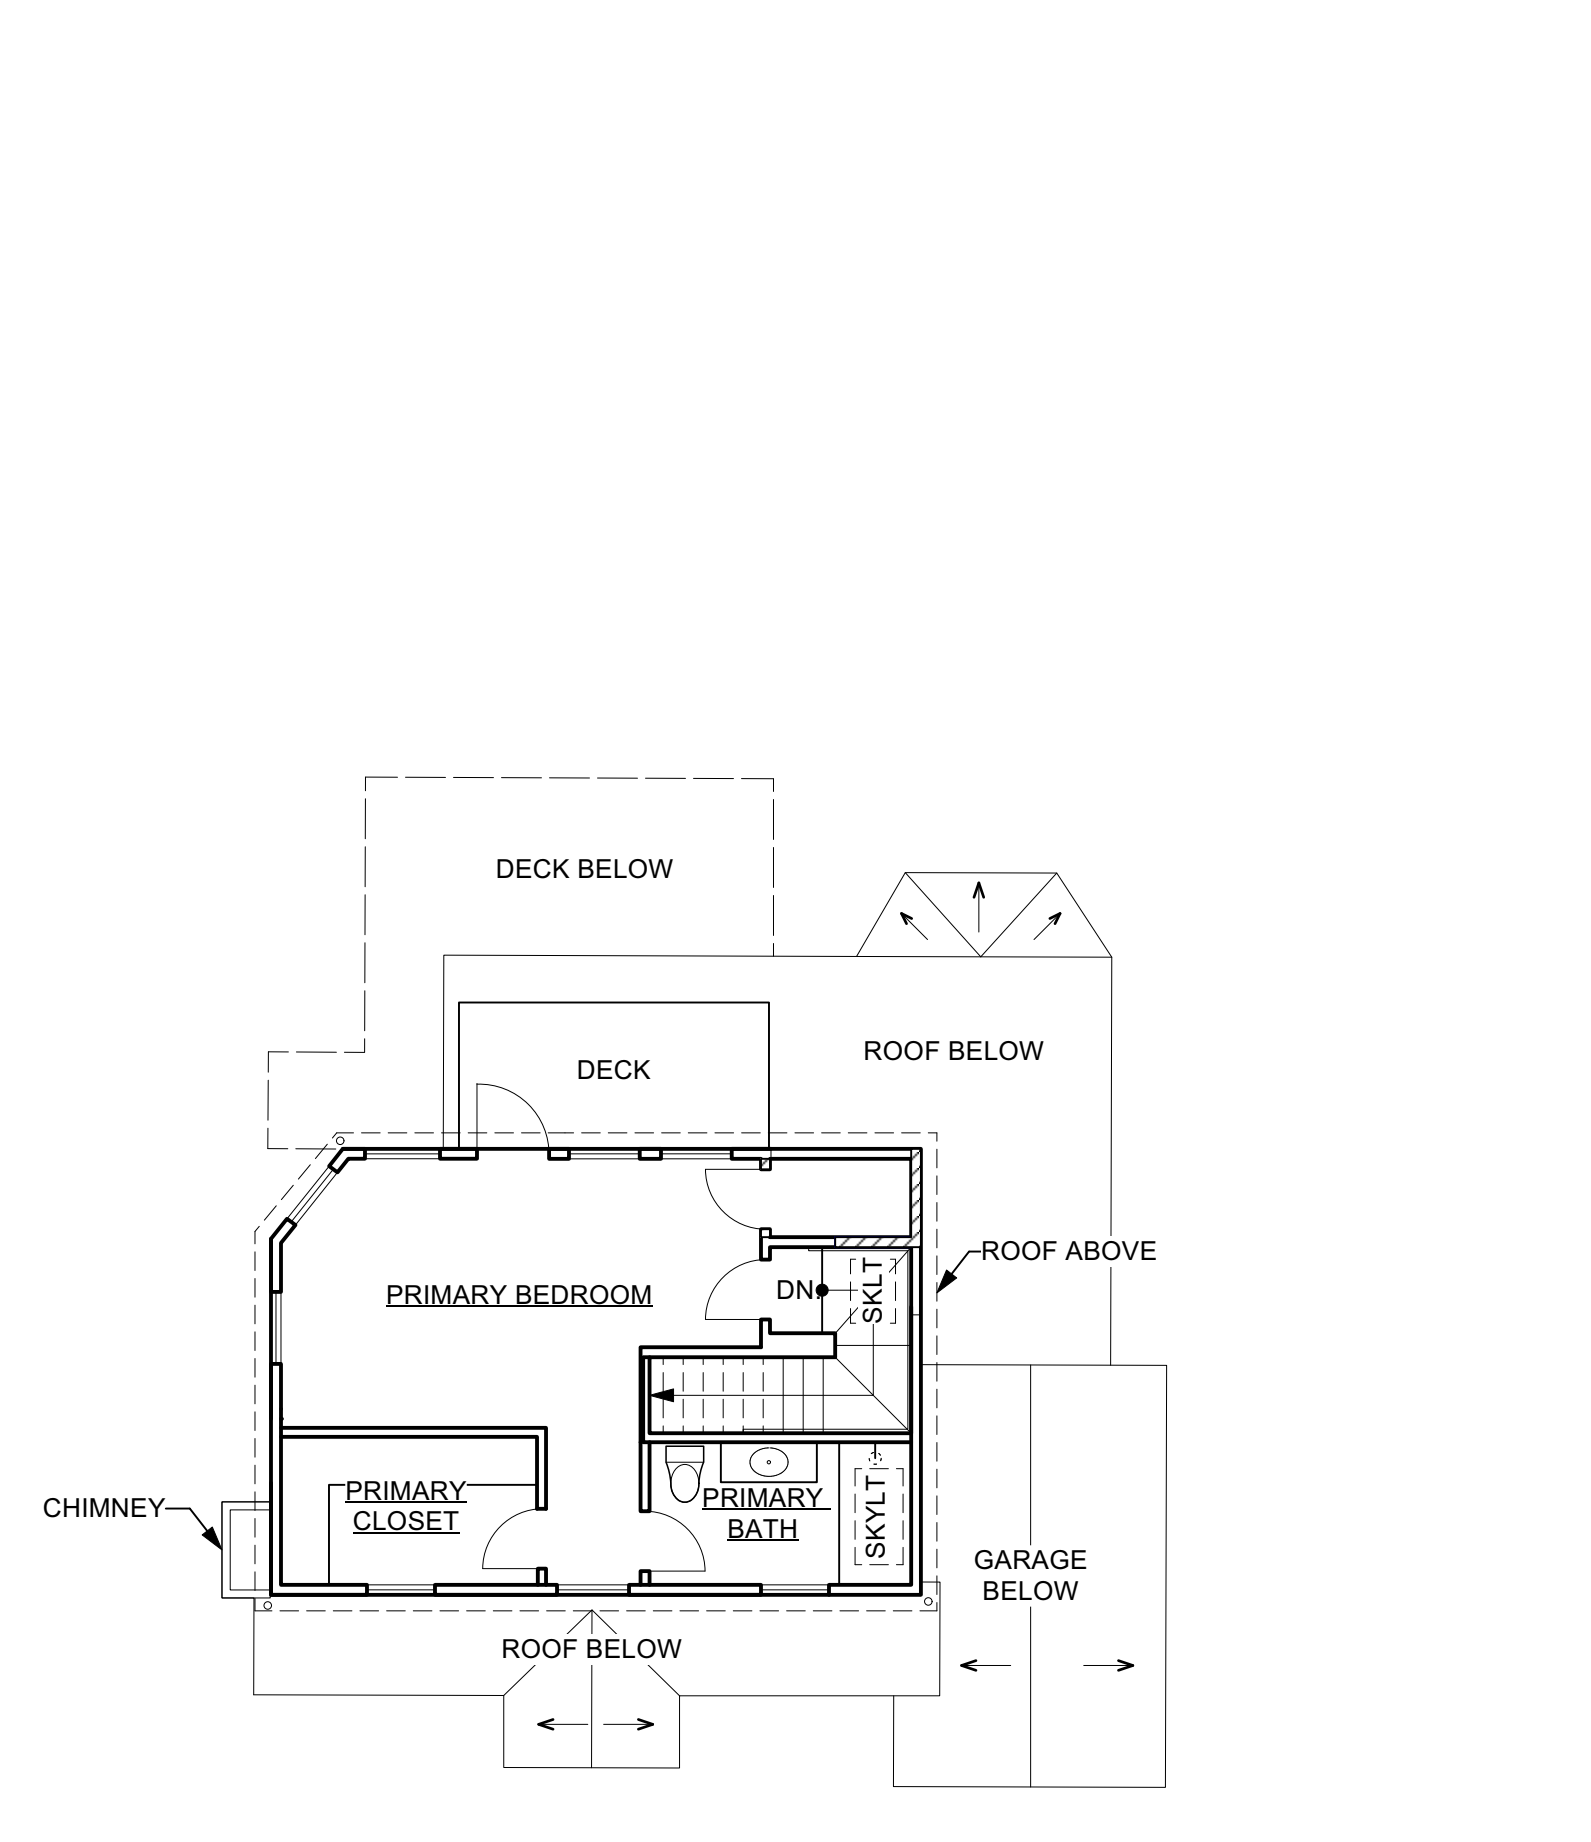 DECK BELOW
ROOF BELOW
DECK
ROOF ABOVE
SKLT
DN.
PRIMARY BEDROOM
PRIMARY
CLOSET
PRIMARY
BATH
SKYLT
CHIMNEY
GARAGE
BELOW
ROOF BELOW